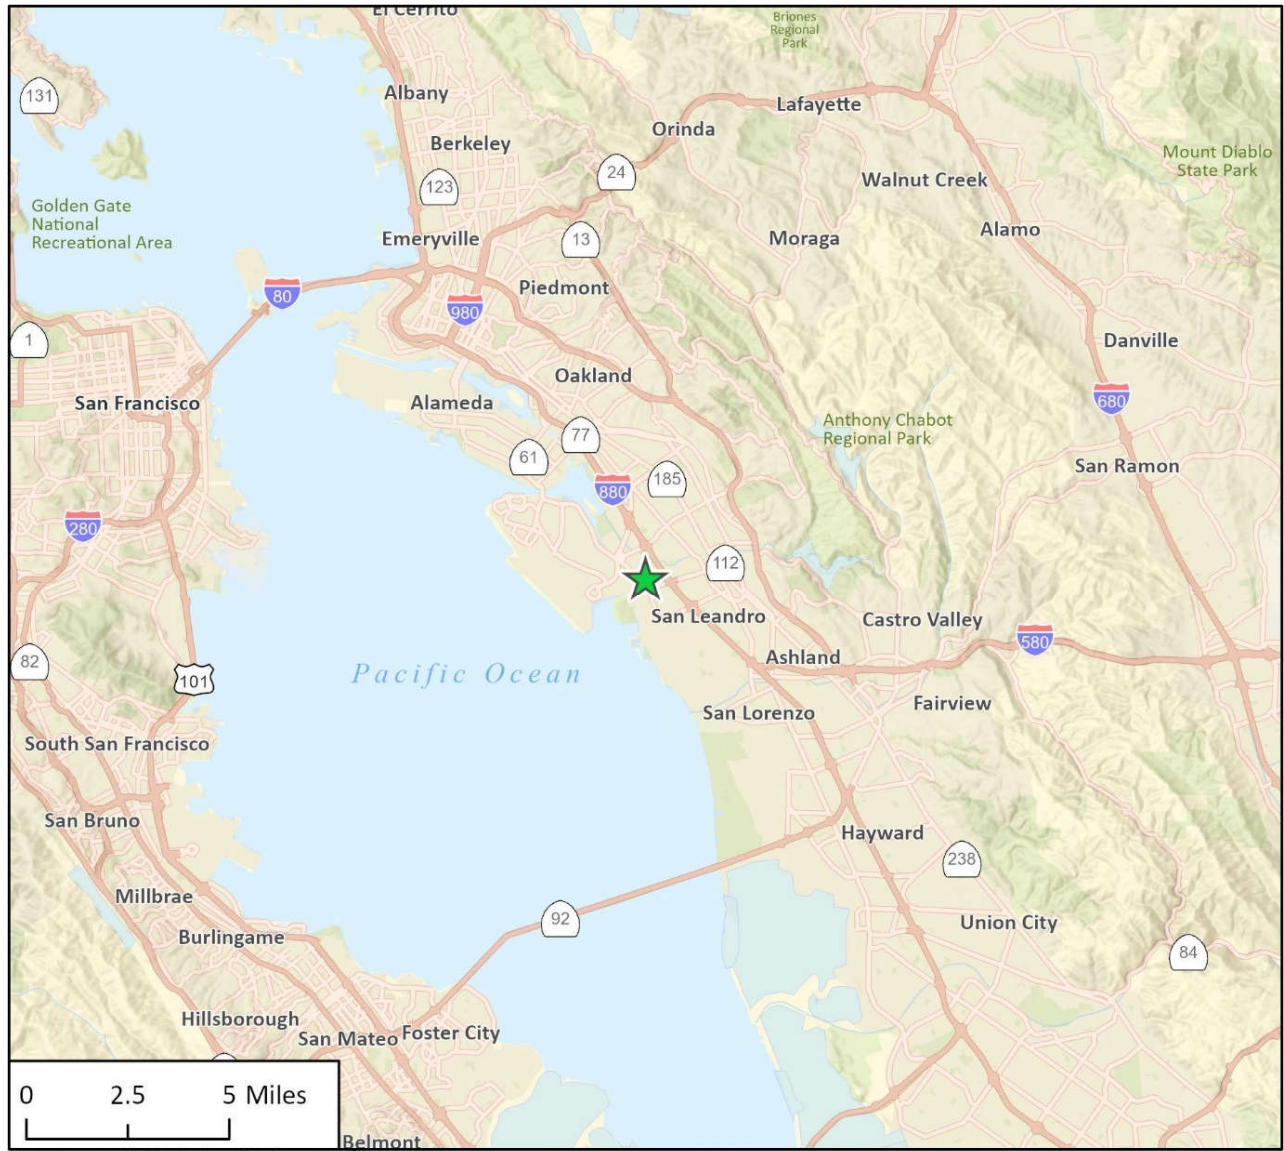 El Cerrito
Briones
Regional
Park
131
Albany
Lafayette
Orinda
Berkeley
Mount Diablo
State Park
24
Walnut Creek
123
Golden Gate
National
Recreational Area
Alamo
Emeryville
13
Moraga
80
Piedmont
980
1
Danville
Oakland
San Francisco
Alameda
680
Anthony Chabot
Regional Park
77
61
San Ramon
185
880
280
112
San Leandro
Castro Valley
580
82
Ashland
Pacific Ocean
101
Fairview
San Lorenzo
South San Francisco
San Bruno
Hayward
238
Millbrae
92
Union City
Burlingame
84
Hillsborough
San Mateo
Foster City
0 2.5 5 Miles
Belmont